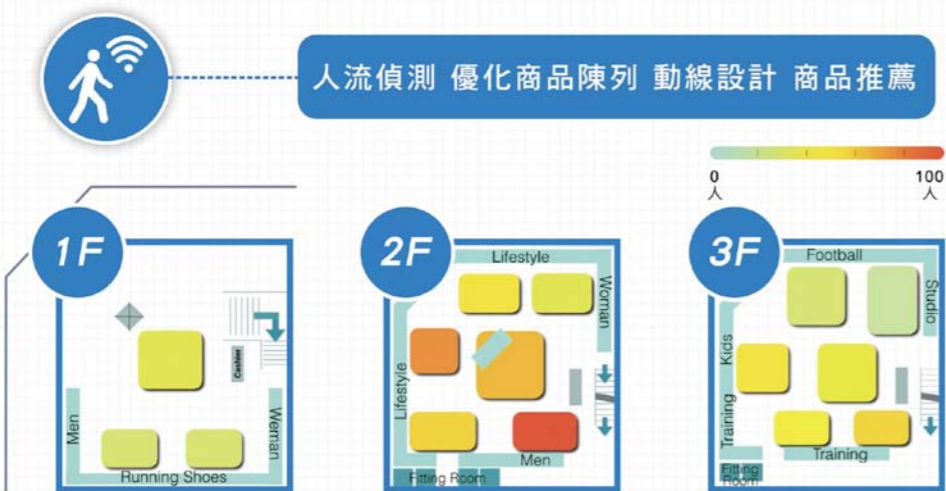 人流偵測 優化商品陳列 動線設計 商品推薦
0
人
100
人
1F
Men
Cashier
Weman
Running Shoes
2F
Lifestyle
Woman
Lifestyle
Men
Fitting Room
3F
Football
Studio
Kids
Training
Training
Fitting
Room